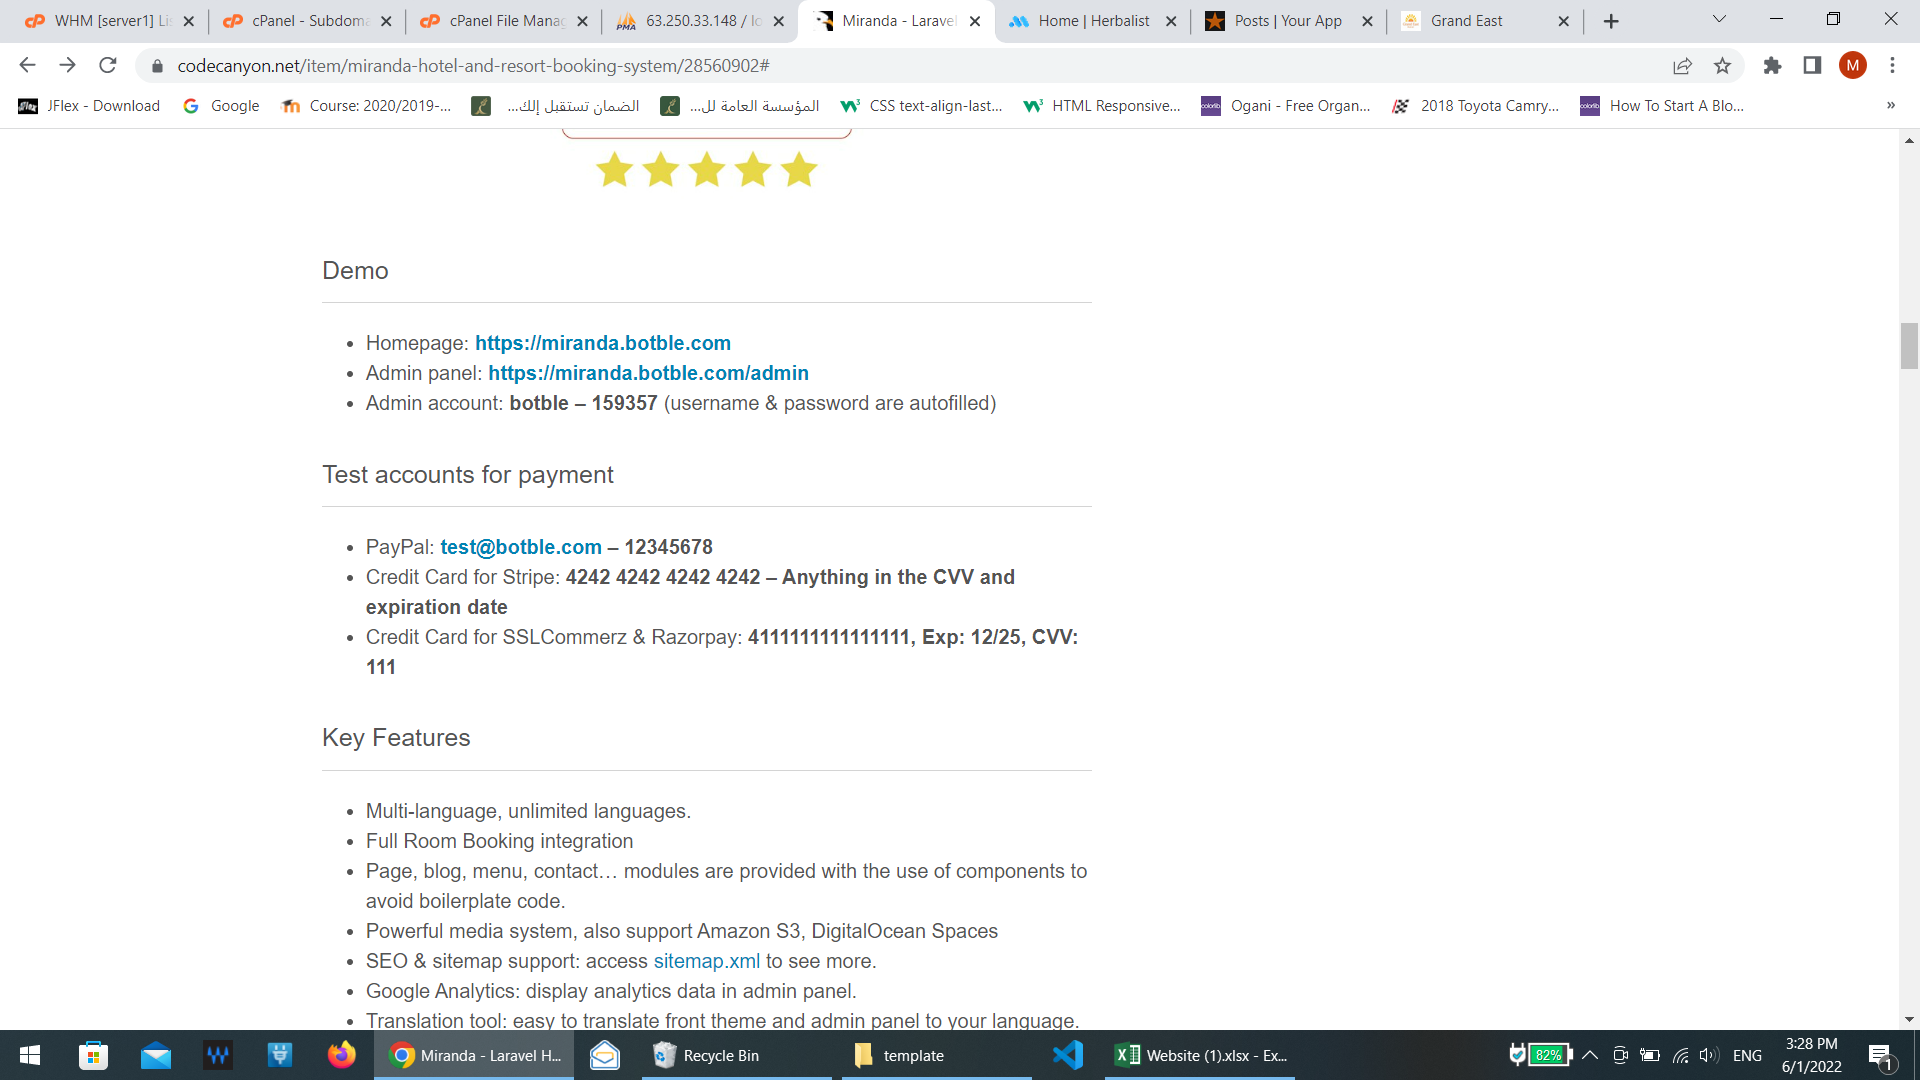 WHM [server1] Li
cPanel - Subdoma
cPanel File Manag
63.250.33.148 / lo
Miranda - Laravel
Home | Herbalist
Posts | Your App
Grand East
codecanyon.net/item/miranda-hotel-and-resort-booking-system/28560902#
M
JFlex - Download
Google
Course: 2020/2019-...
الضمان تستقبل إلك...
المؤسسة العامة لل...
CSS text-align-last...
HTML Responsive...
Ogani - Free Organ...
2018 Toyota Camry...
How To Start A Blo...
»
Demo
• Homepage: https://miranda.botble.com
• Admin panel: https://miranda.botble.com/admin
• Admin account: botble – 159357 (username & password are autofilled)
Test accounts for payment
• PayPal: test@botble.com – 12345678
• Credit Card for Stripe: 4242 4242 4242 4242 – Anything in the CVV and
expiration date
• Credit Card for SSLCommerz & Razorpay: 4111111111111111, Exp: 12/25, CVV:
111
Key Features
• Multi-language, unlimited languages.
• Full Room Booking integration
• Page, blog, menu, contact… modules are provided with the use of components to
avoid boilerplate code.
• Powerful media system, also support Amazon S3, DigitalOcean Spaces
• SEO & sitemap support: access sitemap.xml to see more.
• Google Analytics: display analytics data in admin panel.
• Translation tool: easy to translate front theme and admin panel to your language.
Miranda - Laravel H...
Recycle Bin
template
Website (1).xlsx - Ex...
82%
ENG
3:28 PM
6/1/2022
1